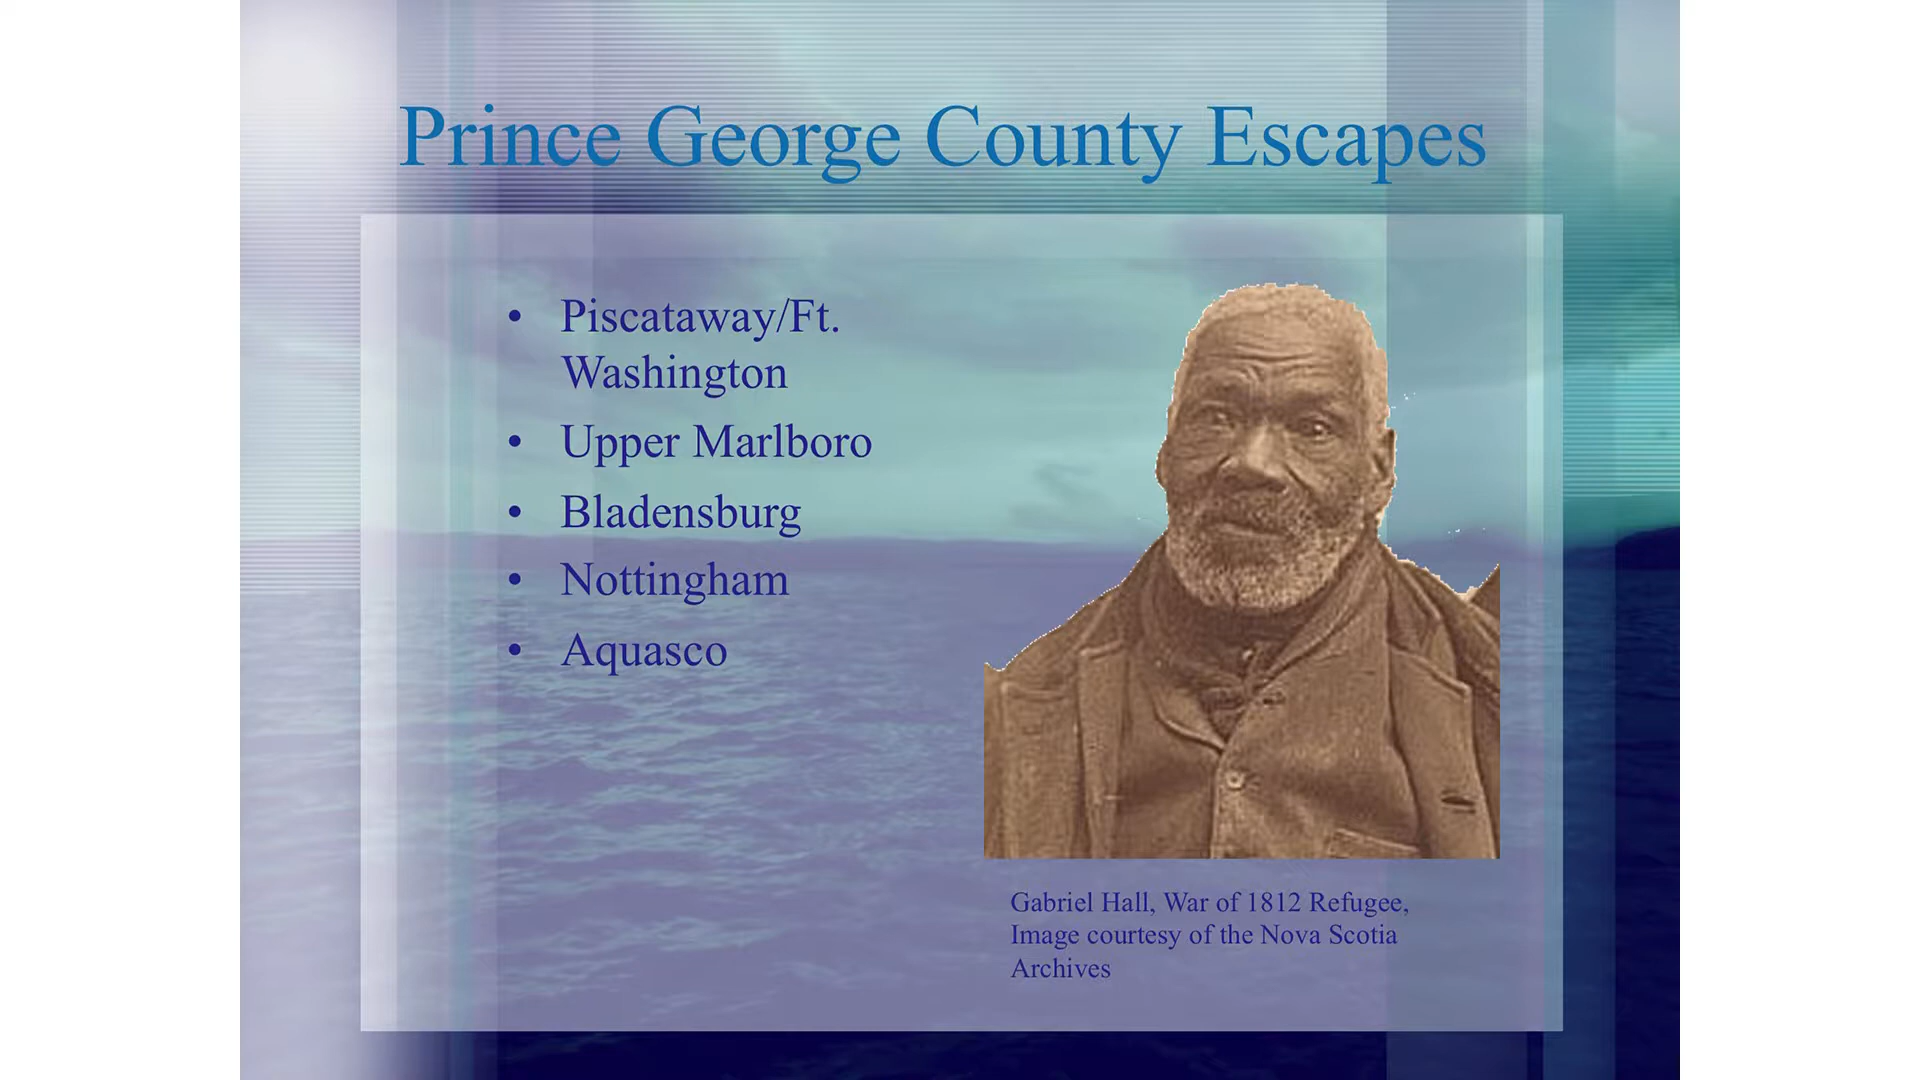 Prince George County Escapes
• Piscataway/Ft.
Washington
• Upper Marlboro
• Bladensburg
• Nottingham
• Aquasco
Gabriel Hall, War of 1812 Refugee,
Image courtesy of the Nova Scotia
Archives